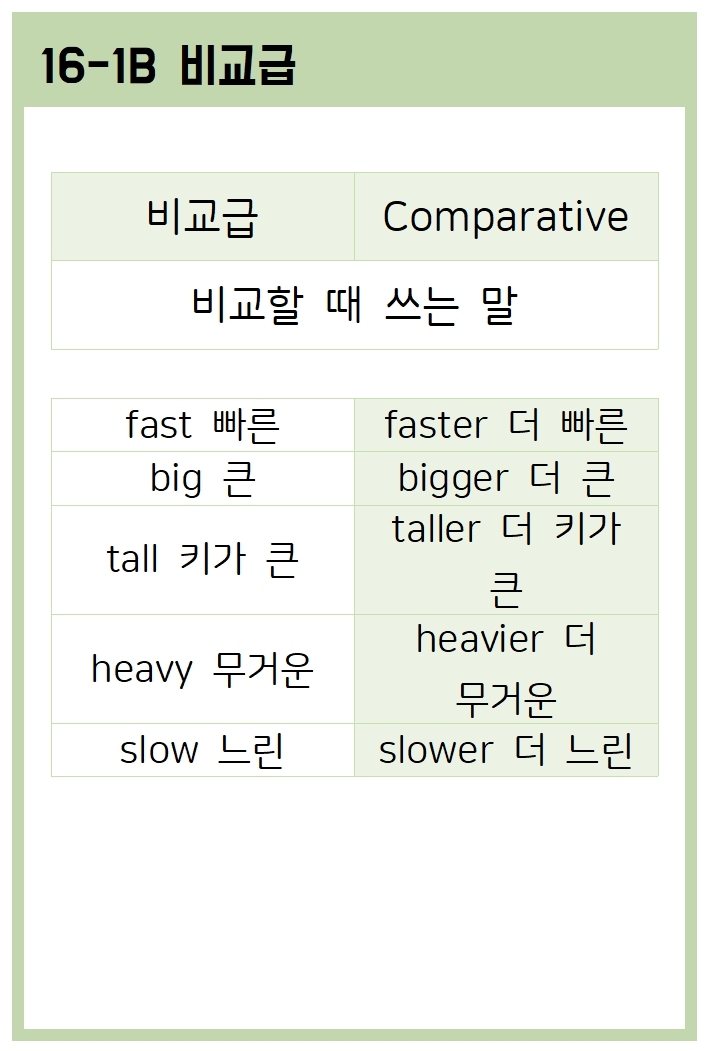 16-1B 비교급
비교급 Comparative
비교할 때 쓰는 말
fast 빠른 faster 더 빠른
big 큰 bigger 더 큰
tall 키가 큰 taller 더 키가
큰
heavy 무거운 heavier 더
무거운
slow 느린 slower 더 느린